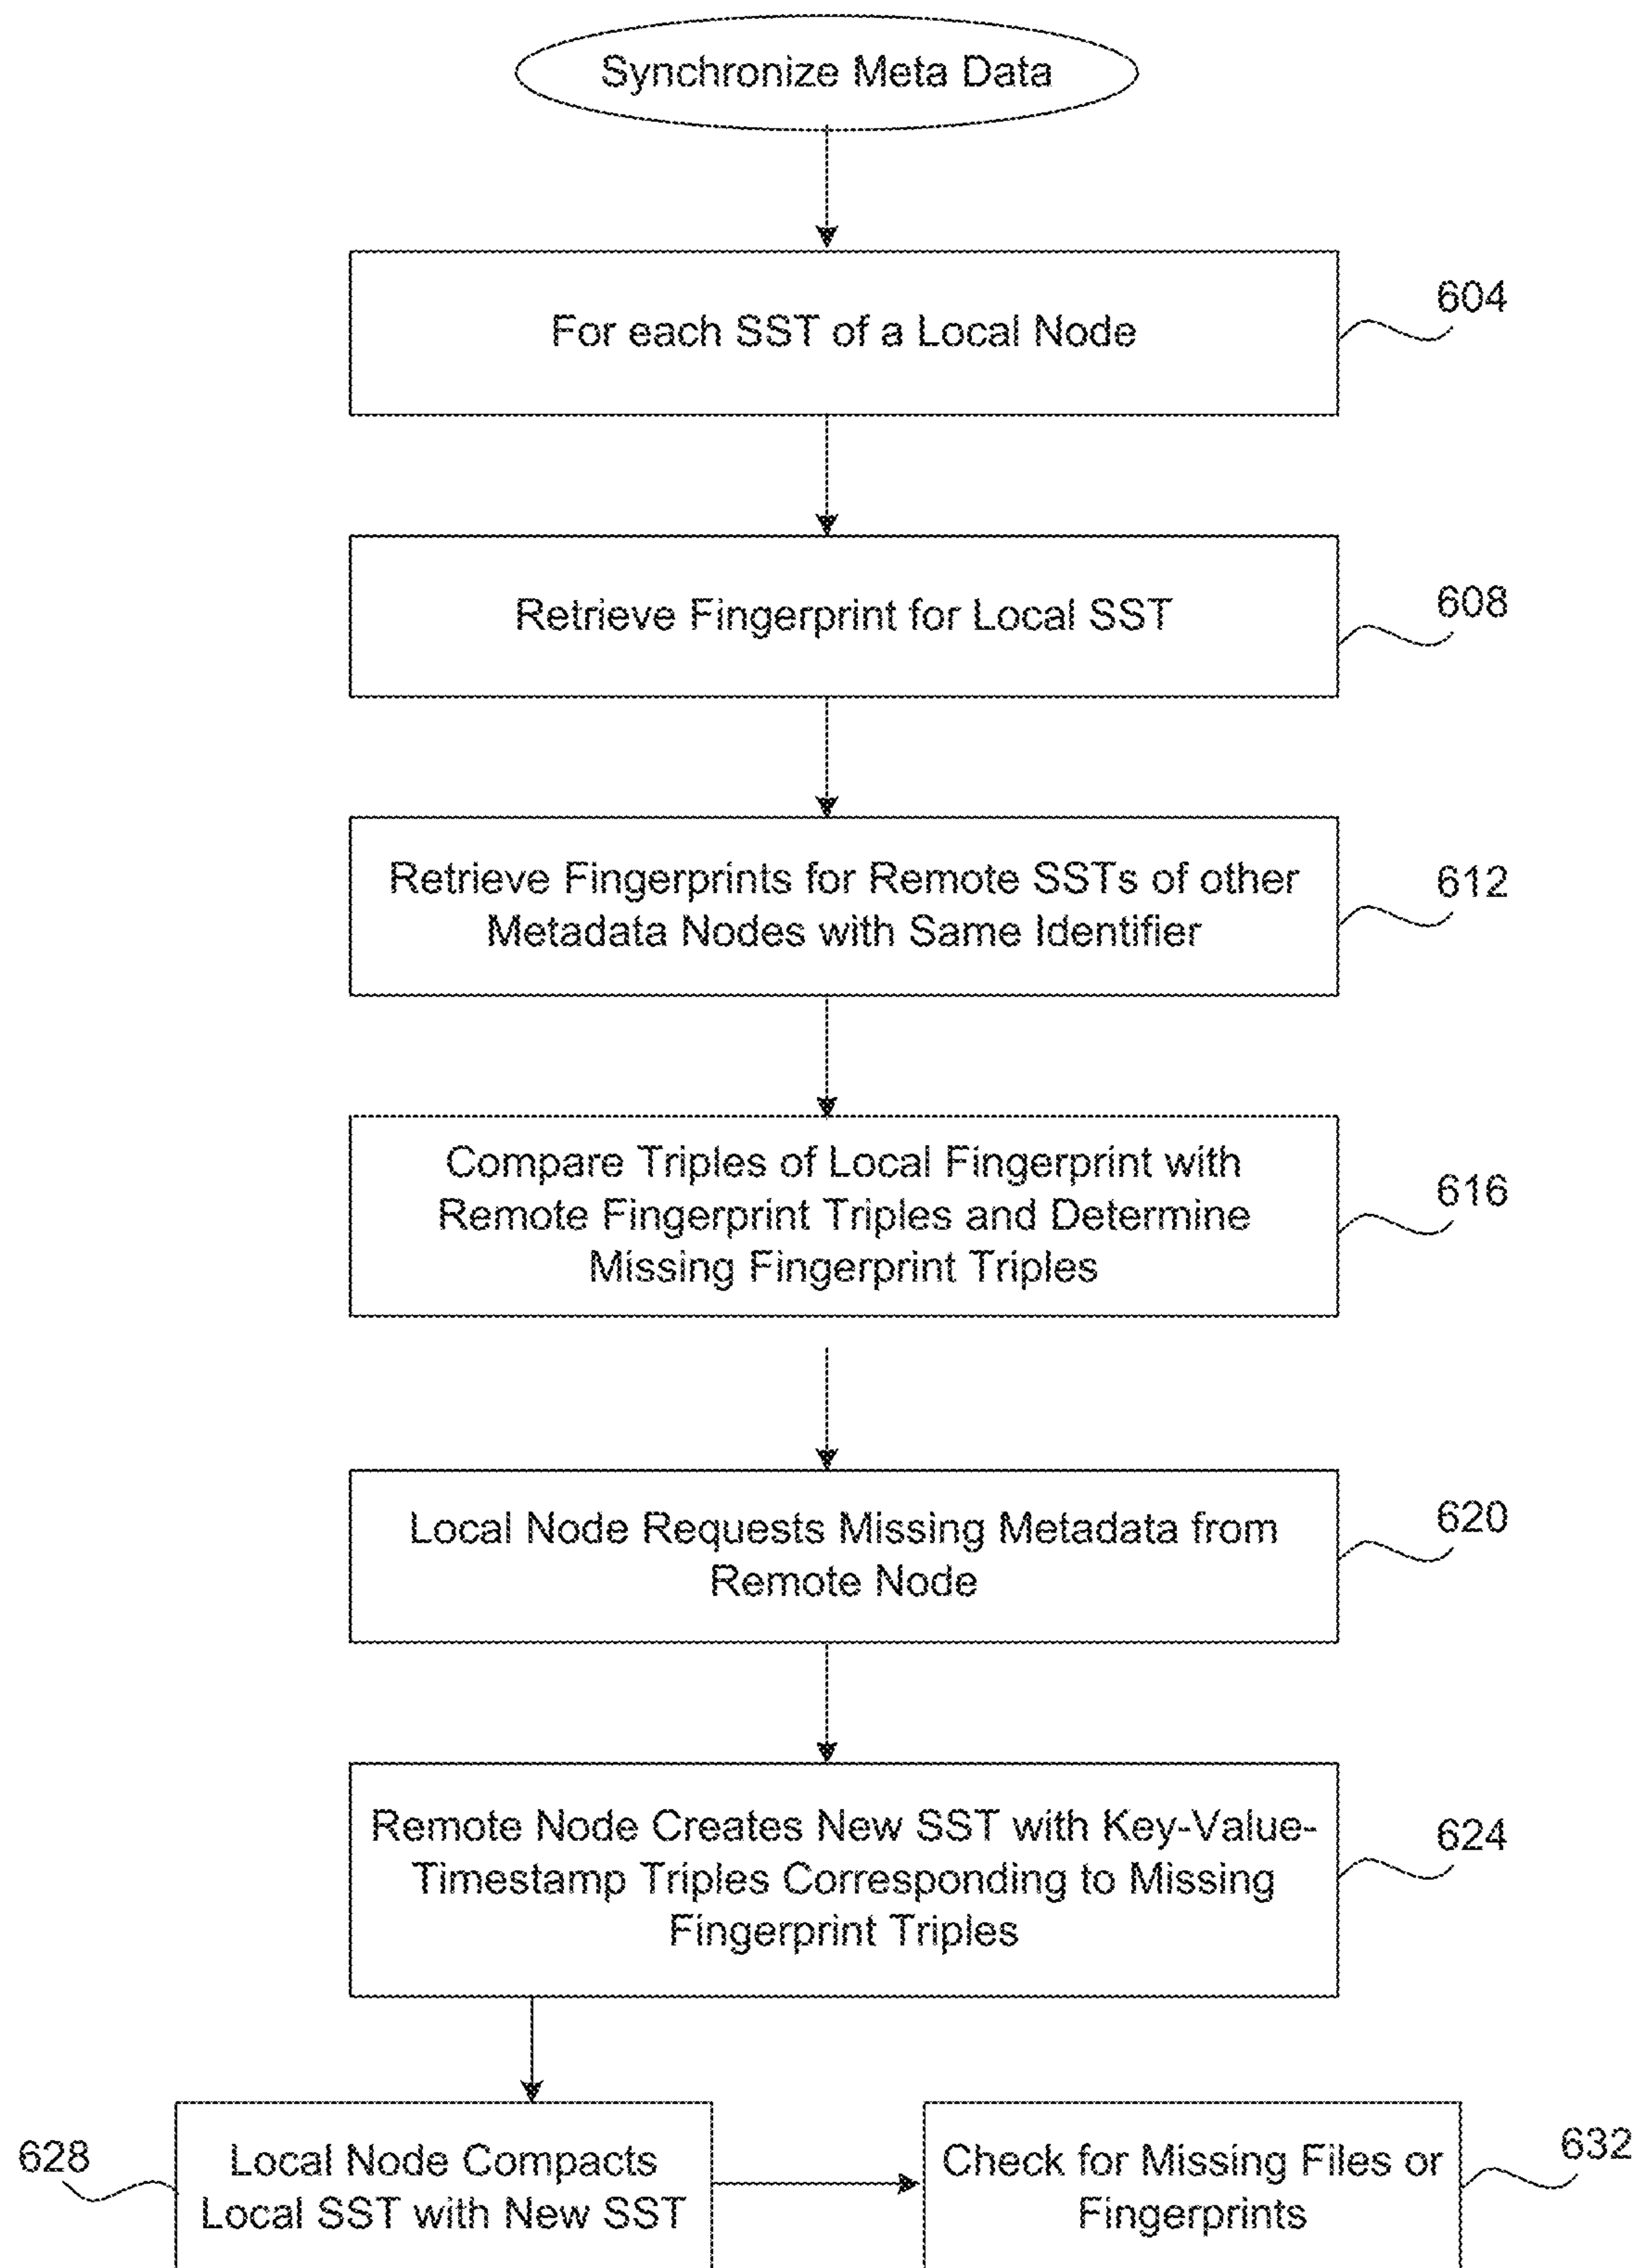 Synchronize Meta Data
For each SST of a Local Node
604
Retrieve Fingerprint for Local SST
608
Retrieve Fingerprints for Remote SSTs of other
Metadata Nodes with Same Identifier
612
Compare Triples of Local Fingerprint with
Remote Fingerprint Triples and Determine
Missing Fingerprint Triples
616
Local Node Requests Missing Metadata from
Remote Node
620
Remote Node Creates New SST with Key-Value-
Timestamp Triples Corresponding to Missing
Fingerprint Triples
624
628
Local Node Compacts
Local SST with New SST
Check for Missing Files or
Fingerprints
632